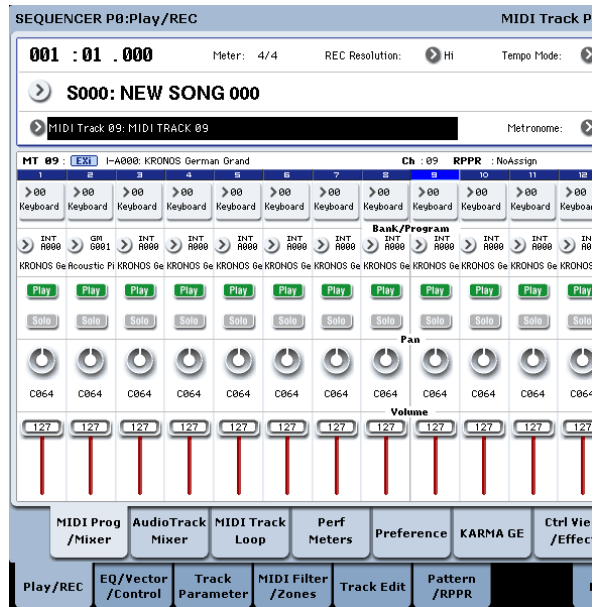 SEQUENCER P0:Play/REC MIDI Track P
001 :01 .000 Meter: 4/4 REC Resolution: Hi Tempo Mode:
S000: NEW SONG 000
MIDI Track 09: MIDI TRACK 09 Metronome:
MT 09 : EXi I-A000: KRONOS German Grand Ch : 09 RPPR : NoAssign
1 2 3 4 5 6 7 8 9 10 11 12
>00 >00 >00 >00 >00 >00 >00 >00 >00 >00 >00 >00
Keyboard Keyboard Keyboard Keyboard Keyboard Keyboard Keyboard Keyboard Keyboard Keyboard Keyboard Keyboa
Bank/Program
INT GM INT INT INT INT INT INT INT INT INT IN
A000 G001 A000 A000 A000 A000 A000 A000 A000 A000 A000 A0
KRONOS Ge Acoustic Pi KRONOS Ge KRONOS Ge KRONOS Ge KRONOS Ge KRONOS Ge KRONOS Ge KRONOS Ge KRONOS Ge KRONOS Ge KRONOS
Play Play Play Play Play Play Play Play Play Play Play Play
Solo Solo Solo Solo Solo Solo Solo Solo Solo Solo Solo Solo
Pan
C064 C064 C064 C064 C064 C064 C064 C064 C064 C064 C064 C064
Volume
127 127 127 127 127 127 127 127 127 127 127 127
MIDI Prog AudioTrack MIDI Track Perf Preference KARMA GE Ctrl Vie
/Mixer Mixer Loop Meters /Effec
Play/REC EQ/Vector Track MIDI Filter Track Edit Pattern
/Control Parameter /Zones /RPPR